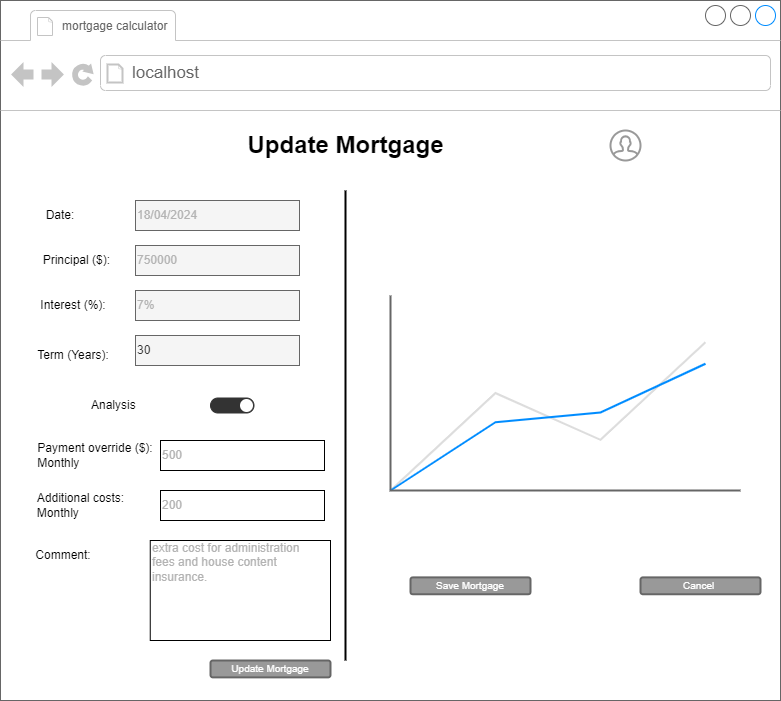 mortgage calculator
localhost
Update Mortgage
Date:
18/04/2024
Principal ($):
750000
Interest (%):
7%
Term (Years):
30
Analysis
Payment override ($):
Monthly
500
Additional costs:
Monthly
200
Comment:
extra cost for administration
fees and house content
insurance.
Update Mortgage
Save Mortgage
Cancel